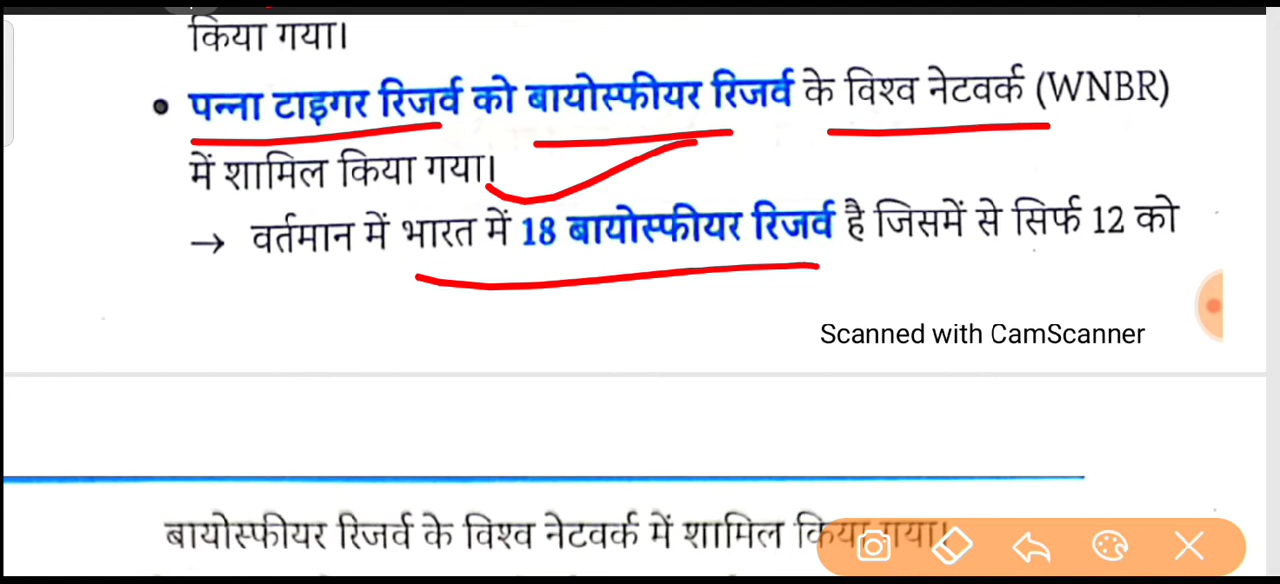 किया गया।
• पन्ना टाइगर रिजर्व को बायोस्फीयर रिजर्व के विश्व नेटवर्क (WNBR)
में शामिल किया गया।
→ वर्तमान में भारत में 18 बायोस्फीयर रिजर्व है जिसमें से सिर्फ 12 को
Scanned with CamScanner
बायोस्फीयर रिजर्व के विश्व नेटवर्क में शामिल किया गया।